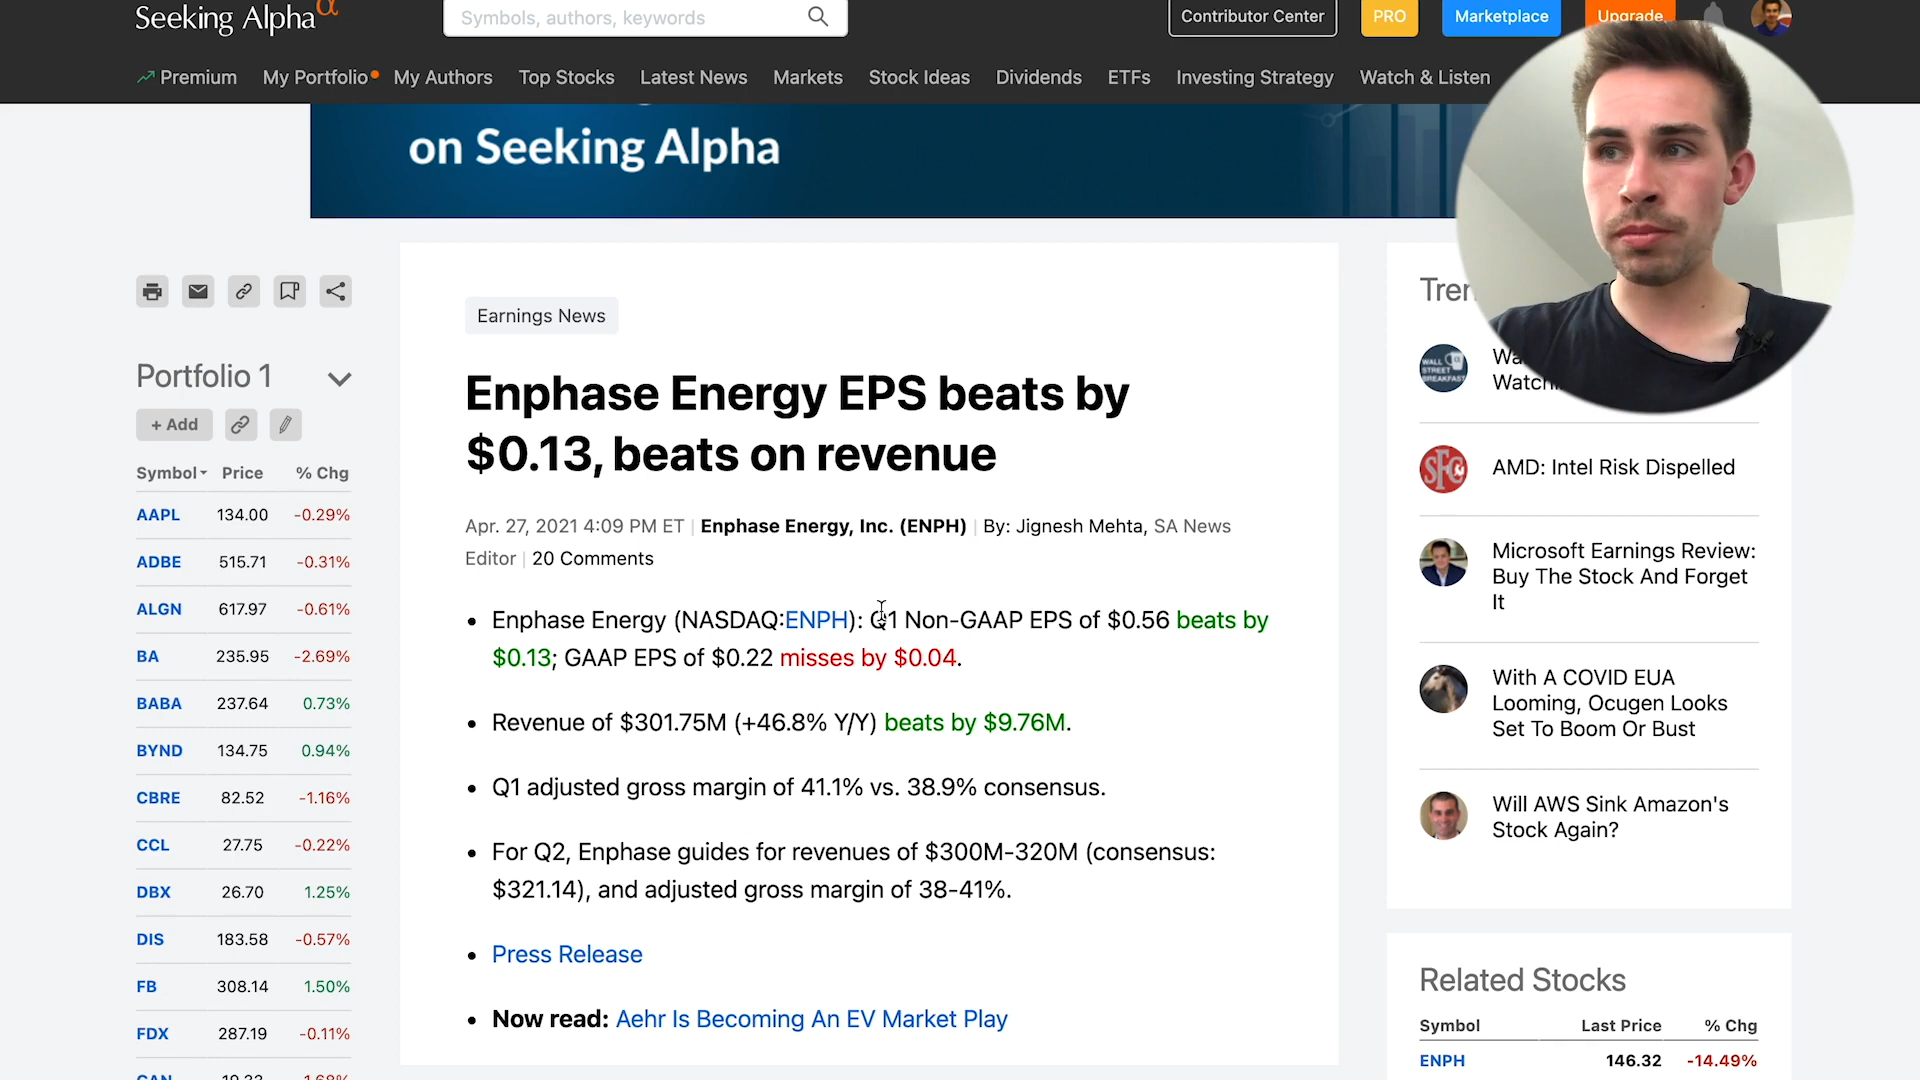 Seeking Alpha α
Symbols, authors, keywords
Contributor Center
PRO
Marketplace
Upgrade
Premium
My Portfolio
My Authors
Top Stocks
Latest News
Markets
Stock Ideas
Dividends
ETFs
Investing Strategy
Watch & Listen
on Seeking Alpha
Portfolio 1
+ Add
Symbol Price % Chg
AAPL 134.00 -0.29%
ADBE 515.71 -0.31%
ALGN 617.97 -0.61%
BA 235.95 -2.69%
BABA 237.64 0.73%
BYND 134.75 0.94%
CBRE 82.52 -1.16%
CCL 27.75 -0.22%
DBX 26.70 1.25%
DIS 183.58 -0.57%
FB 308.14 1.50%
FDX 287.19 -0.11%
Earnings News
Enphase Energy EPS beats by
$0.13, beats on revenue
Apr. 27, 2021 4:09 PM ET | Enphase Energy, Inc. (ENPH) | By: Jignesh Mehta, SA News
Editor | 20 Comments
• Enphase Energy (NASDAQ:ENPH): Q1 Non-GAAP EPS of $0.56 beats by
$0.13; GAAP EPS of $0.22 misses by $0.04.
• Revenue of $301.75M (+46.8% Y/Y) beats by $9.76M.
• Q1 adjusted gross margin of 41.1% vs. 38.9% consensus.
• For Q2, Enphase guides for revenues of $300M-320M (consensus:
$321.14), and adjusted gross margin of 38-41%.
• Press Release
• Now read: Aehr Is Becoming An EV Market Play
WALL
STREET
BREAKFAST
SFG
AMD: Intel Risk Dispelled
Microsoft Earnings Review:
Buy The Stock And Forget
It
With A COVID EUA
Looming, Ocugen Looks
Set To Boom Or Bust
Will AWS Sink Amazon's
Stock Again?
Related Stocks
Symbol Last Price % Chg
ENPH 146.32 -14.49%